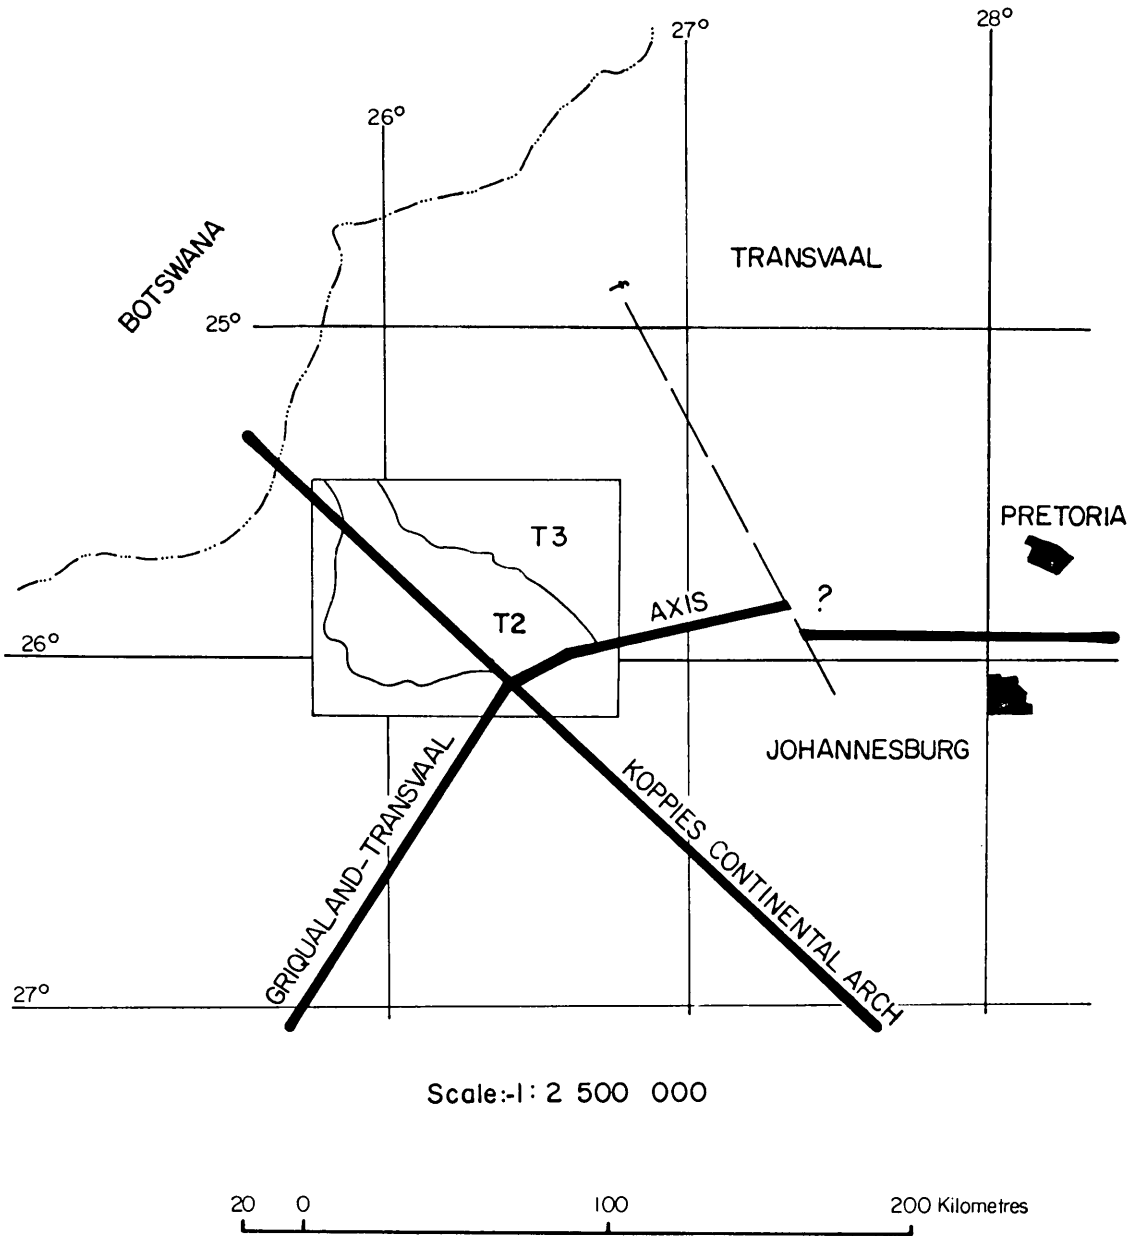 28°
27°
26°
BOTSWANA
TRANSVAAL
25°
PRETORIA
T3
AXIS
?
T2
26°
JOHANNESBURG
GRIQUALAND-TRANSVAAL
KOPPIES CONTINENTAL ARCH
27°
Scale:-1: 2 500 000
20 0 100 200 Kilometres